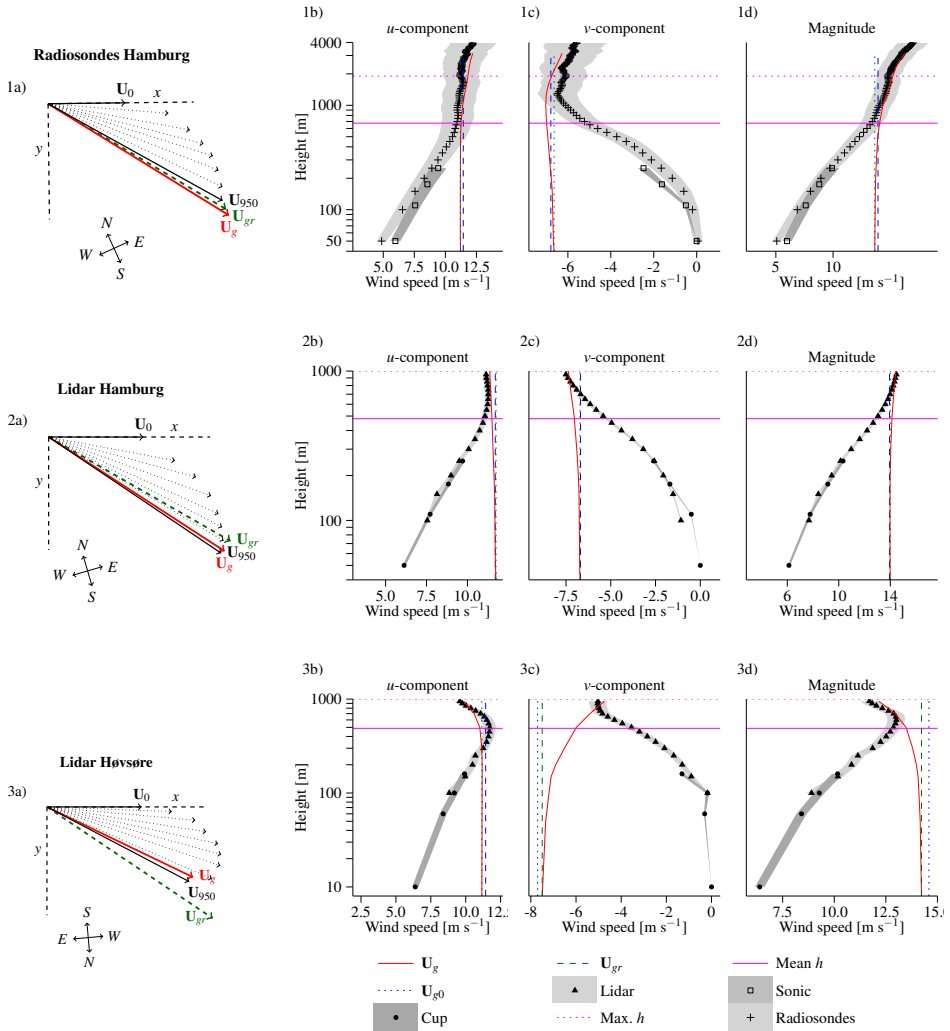 1b) 1c) 1d)
Radiosondes Hamburg
u-component v-component Magnitude
1a)
U0 x
y
U950
Ugr
Ug
N
W E
S
Height [m]
4000
1000
100
50
5.0 7.5 10.0 12.5
-6 -4 -2 0
5 10
Wind speed [m s−1] Wind speed [m s−1] Wind speed [m s−1]
2b) 2c) 2d)
Lidar Hamburg
u-component v-component Magnitude
2a)
U0 x
y
Ugr
U950
Ug
N
W E
S
Height [m]
1000
100
5.0 7.5 10.0
-7.5 -5.0 -2.5 0.0
6 8 10 14
Wind speed [m s−1] Wind speed [m s−1] Wind speed [m s−1]
3b) 3c) 3d)
u-component v-component Magnitude
Lidar Høvsøre
3a)
U0 x
y
Ug
U950
Ugr
S
E W
N
Height [m]
1000
100
10
5.0 7.5 10.0 12.5
-8 -6 -4 -2 0
7.5 10.0 12.5 15.0
Wind speed [m s−1] Wind speed [m s−1] Wind speed [m s−1]
Ug Ugr Mean h
Ug0 Lidar Sonic
Cup Max. h Radiosondes